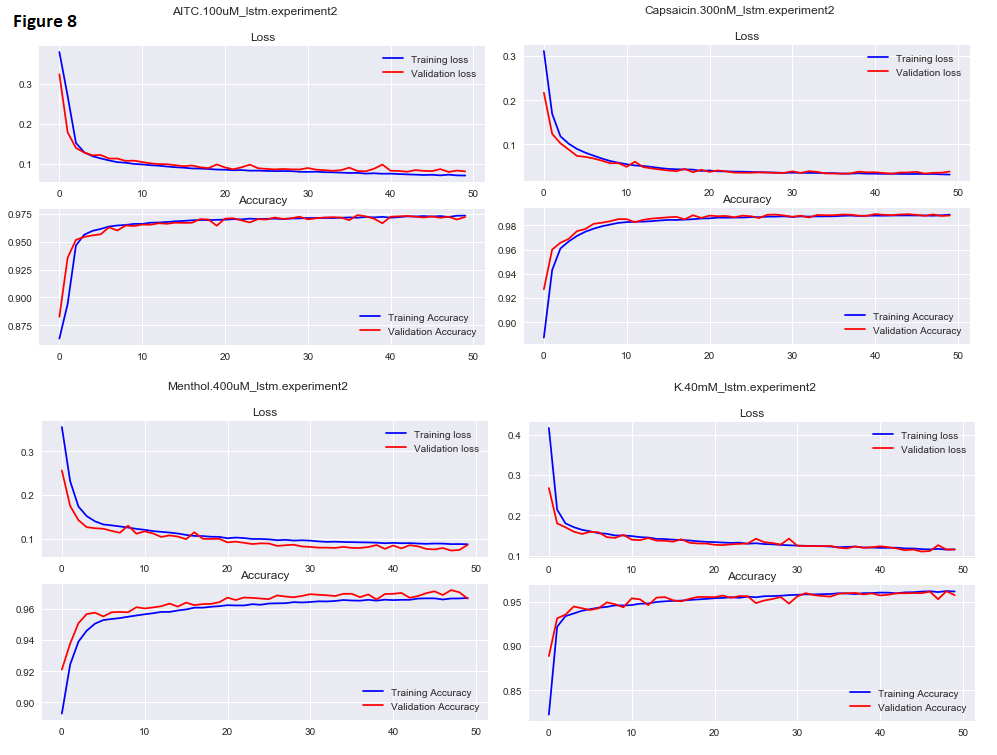 Figure 8
AITC.100uM_lstm.experiment2
Loss
Training loss
Validation loss
0.3
0.2
0.1
0 10 20 30 40 50
Accuracy
0.975
0.950
0.925
0.900
0.875
Training Accuracy
Validation Accuracy
0 10 20 30 40 50
Capsaicin.300nM_lstm.experiment2
Loss
Training loss
Validation loss
0.3
0.2
0.1
0 10 20 30 40 50
Accuracy
0.98
0.96
0.94
0.92
0.90
Training Accuracy
Validation Accuracy
0 10 20 30 40 50
Menthol.400uM_lstm.experiment2
Loss
Training loss
Validation loss
0.3
0.2
0.1
0 10 20 30 40 50
Accuracy
0.96
0.94
0.92
0.90
Training Accuracy
Validation Accuracy
0 10 20 30 40 50
K.40mM_lstm.experiment2
Loss
Training loss
Validation loss
0.4
0.3
0.2
0.1
0 10 20 30 40 50
Accuracy
0.95
0.90
0.85
Training Accuracy
Validation Accuracy
0 10 20 30 40 50